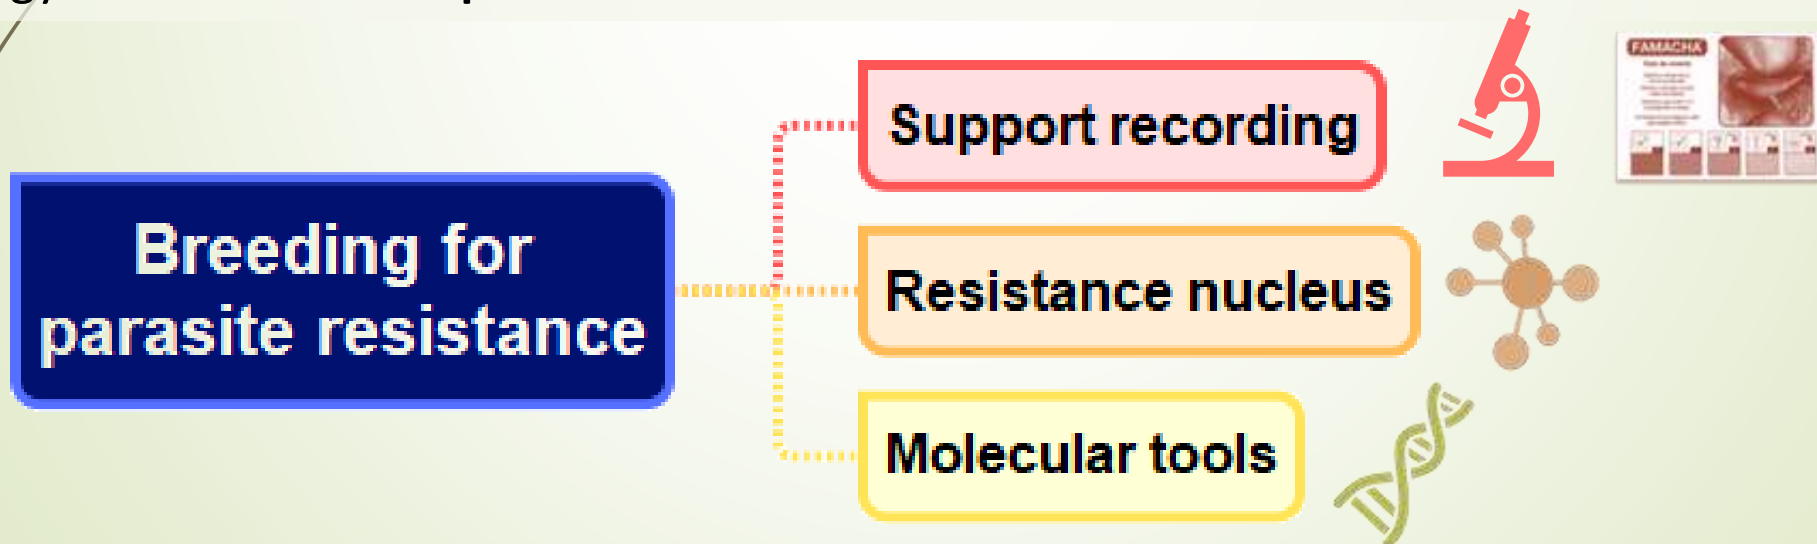 Breeding for
parasite resistance
Support recording
Resistance nucleus
Molecular tools
FAMACHA